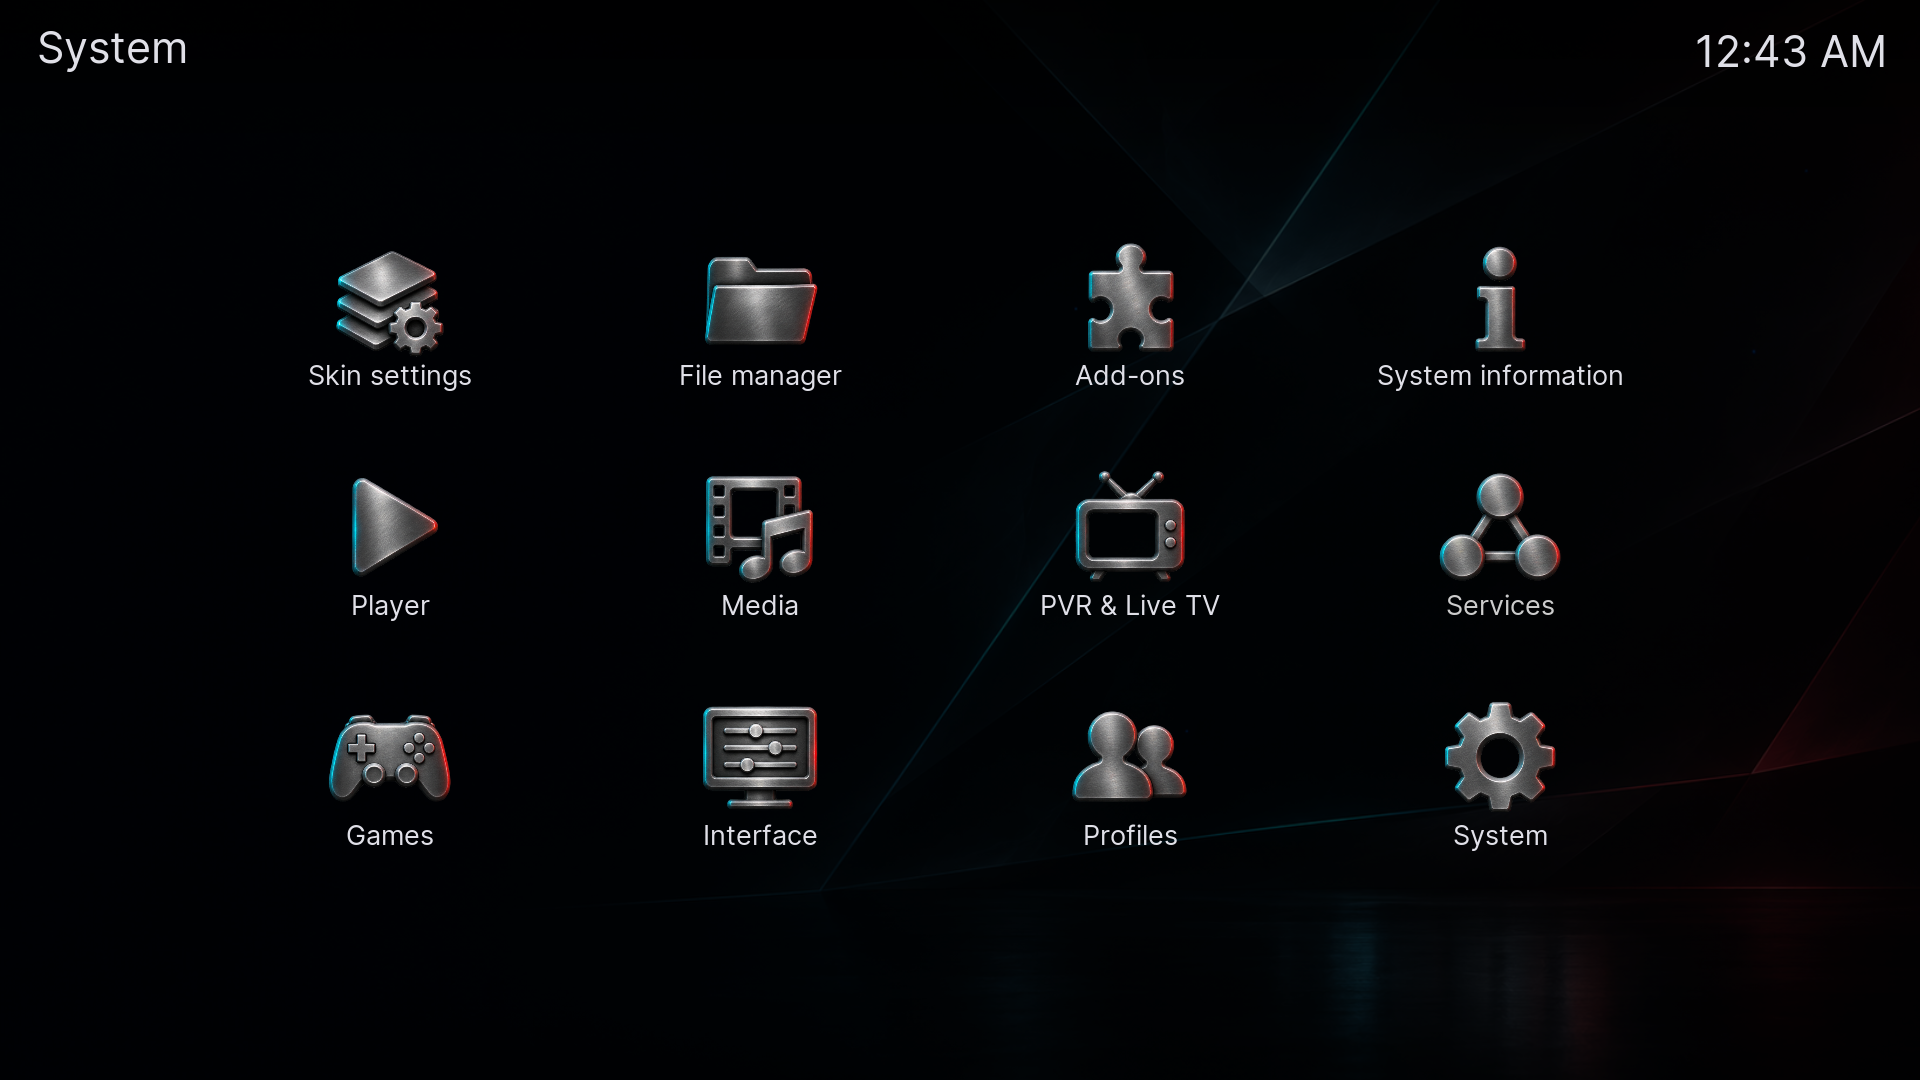 System
12:43 AM
Skin settings
File manager
Add-ons
System information
Player
Media
PVR & Live TV
Services
Games
Interface
Profiles
System